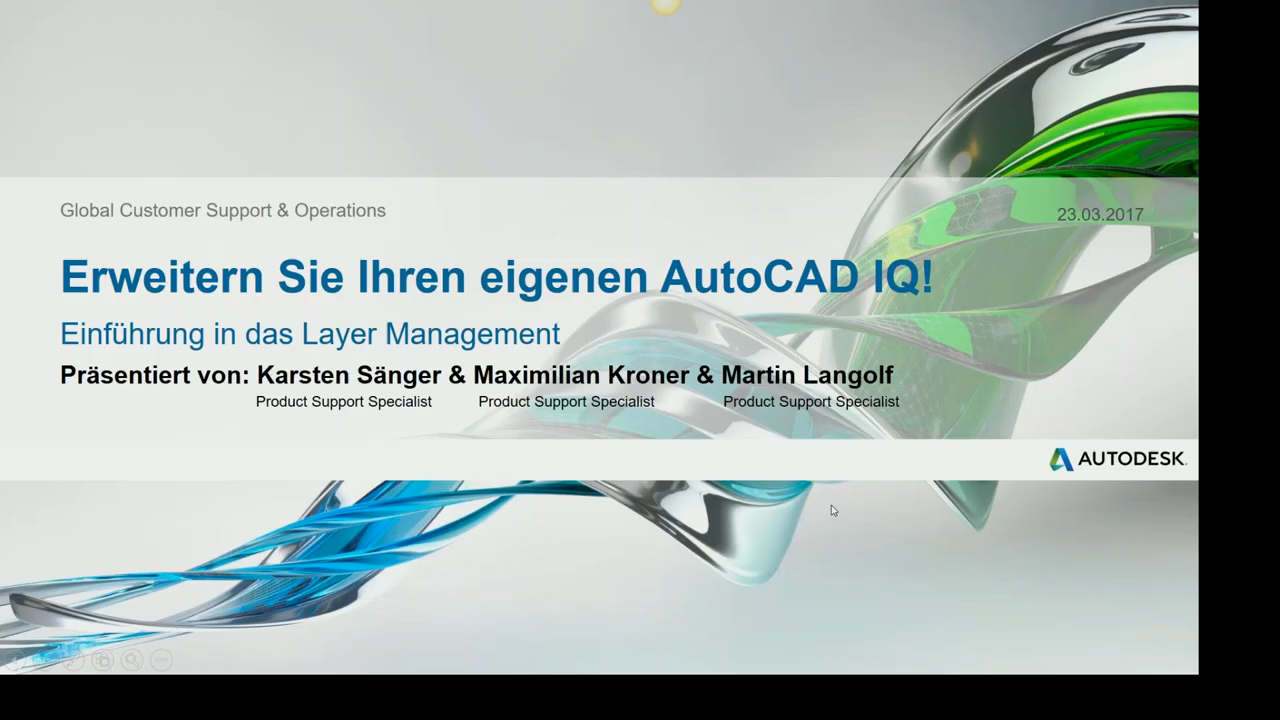 Global Customer Support & Operations
23.03.2017
Erweitern Sie Ihren eigenen AutoCAD IQ!
Einführung in das Layer Management
Präsentiert von: Karsten Sänger & Maximilian Kroner & Martin Langolf
Product Support Specialist Product Support Specialist Product Support Specialist
AUTODESK.